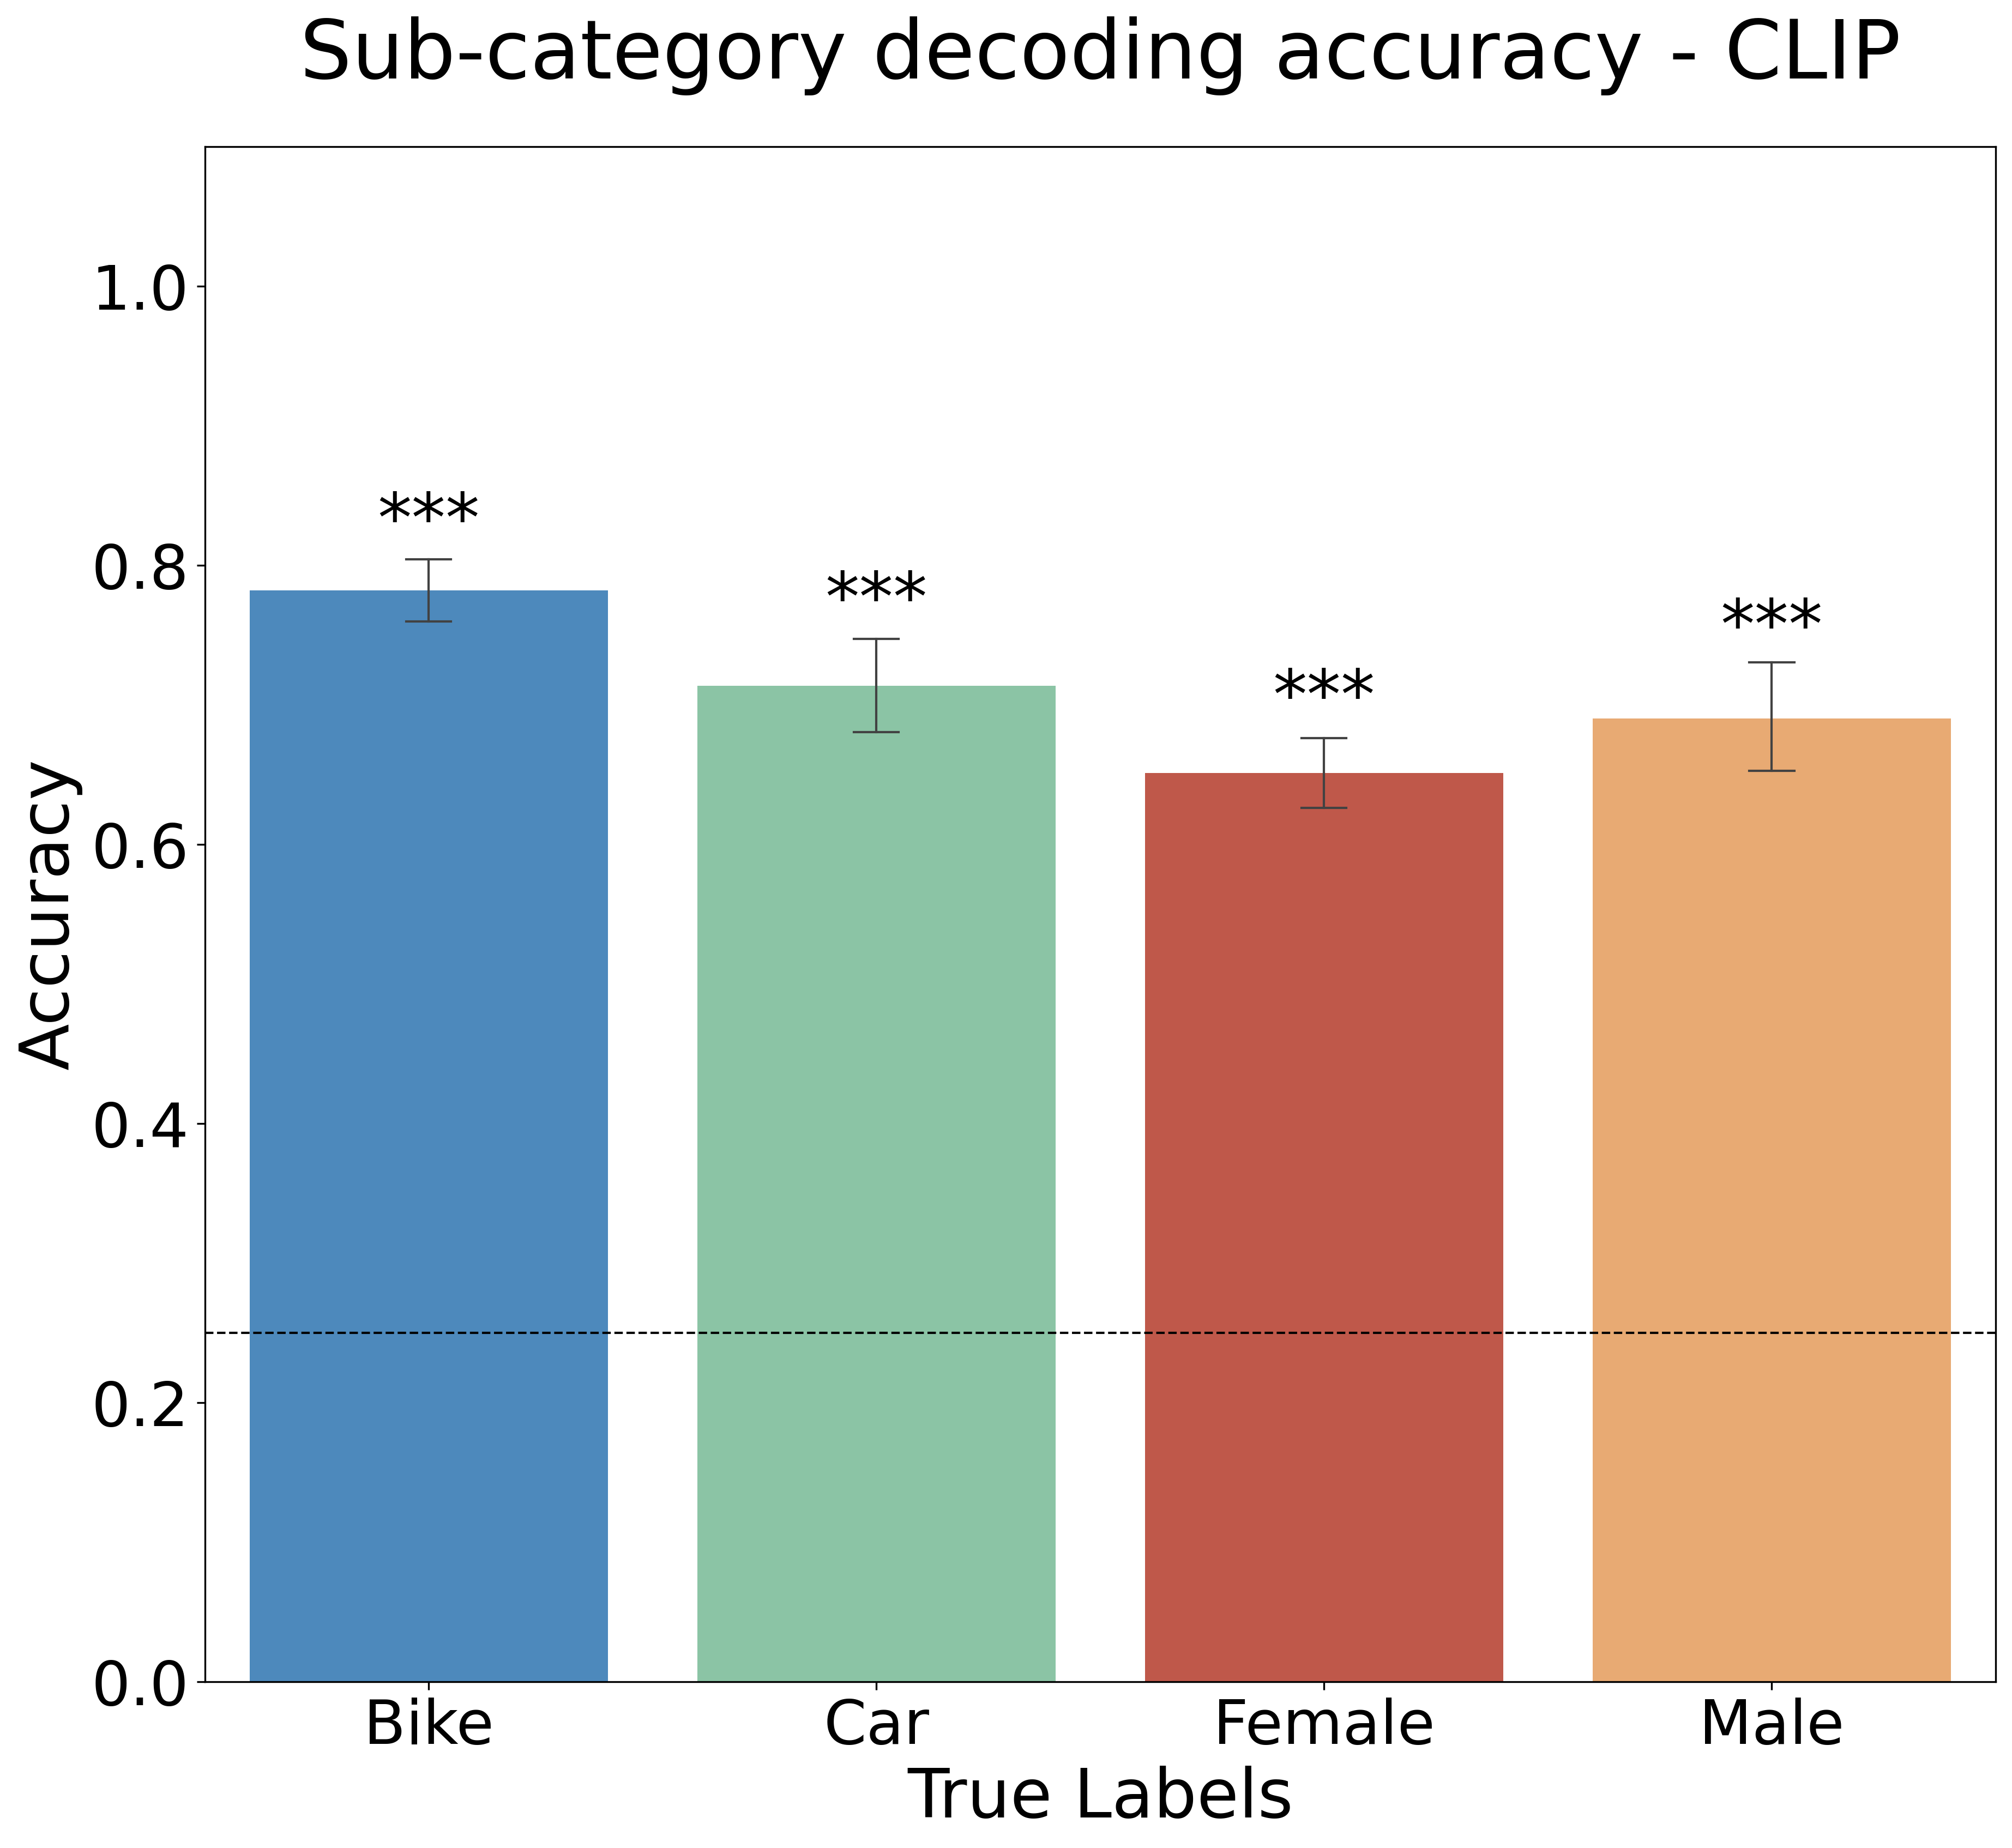 Sub-category decoding accuracy - CLIP
Accuracy
1.0
0.8
0.6
0.4
0.2
0.0
***
***
***
***
Bike Car Female Male
True Labels